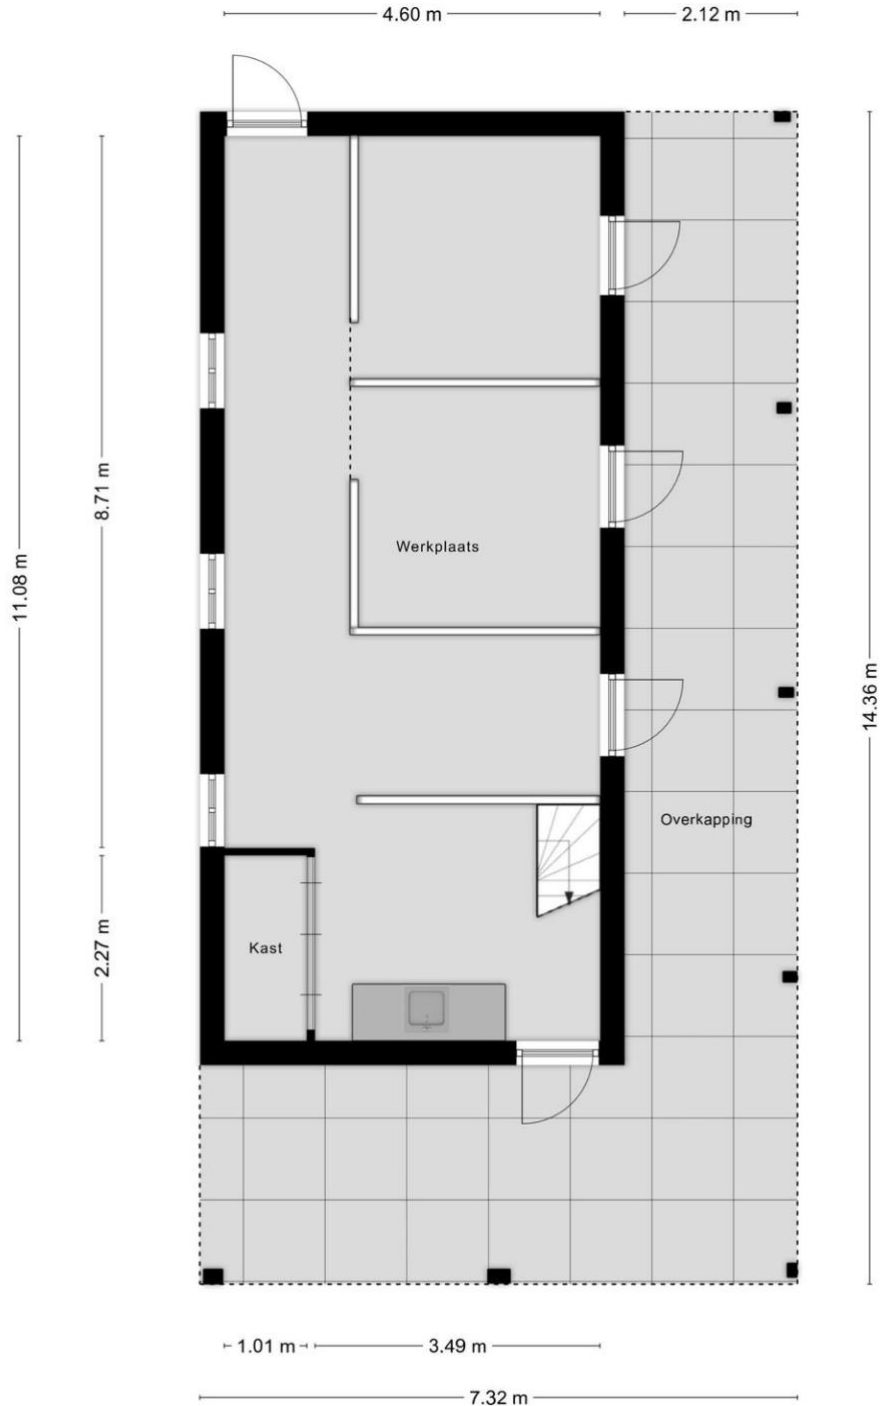 4.60 m
2.12 m
8.71 m
11.08 m
Werkplaats
14.36 m
Overkapping
Kast
2.27 m
1.01 m
3.49 m
7.32 m